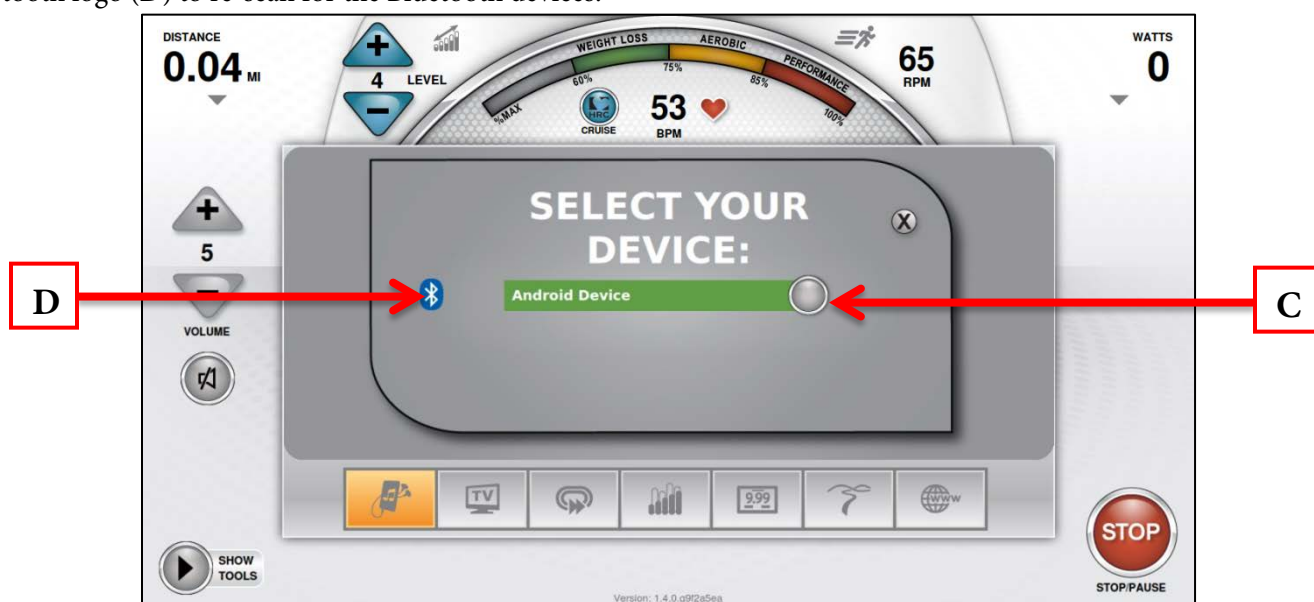 tooth logo (D) to re-scan for the Bluetooth devices.
DISTANCE
0.04 MI
4 LEVEL
%MAX
WEIGHT LOSS
AEROBIC
PERFORMANCE
60%
75%
85%
100%
HRC
CRUISE
53
BPM
65
RPM
WATTS
0
SELECT YOUR
DEVICE:
X
5
VOLUME
D
Android Device
C
TV
9.99
WWW
SHOW
TOOLS
STOP
STOP/PAUSE
Version: 1.4.0.g9f2a5ea